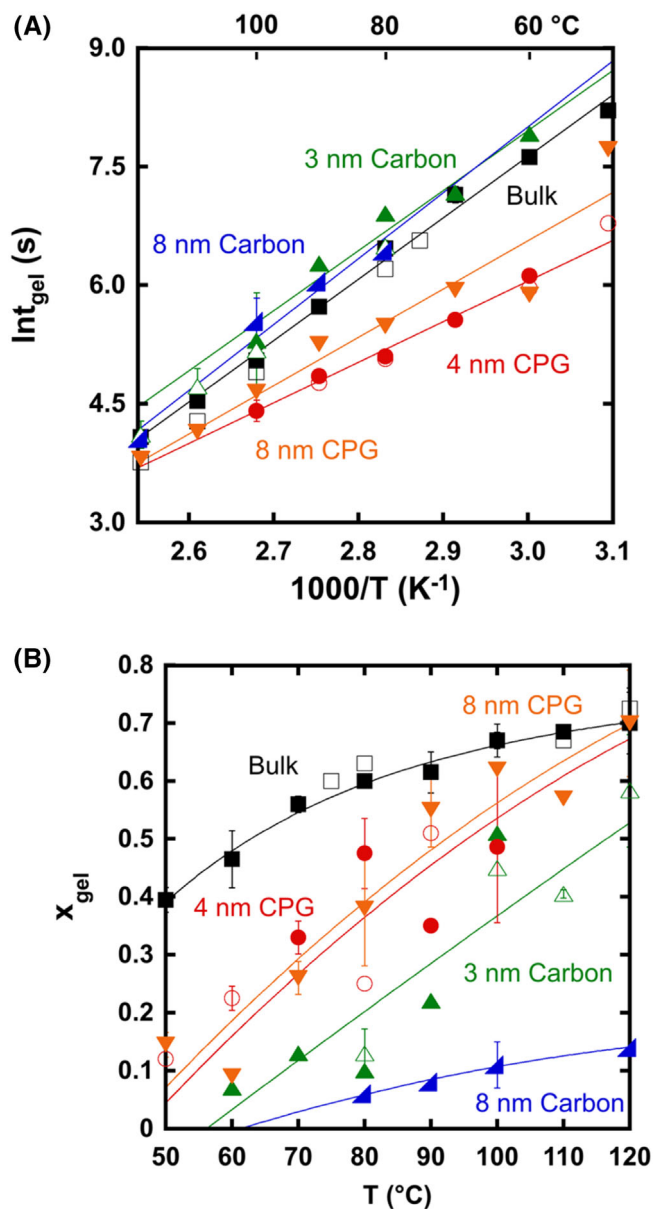 (A)
100 80 60 °C
9.0
7.5
6.0
4.5
3.0
Int_gel (s)
3 nm Carbon
Bulk
8 nm Carbon
4 nm CPG
8 nm CPG
2.6 2.7 2.8 2.9 3.0 3.1
1000/T (K⁻¹)
(B)
0.8
0.7
0.6
0.5
0.4
0.3
0.2
0.1
0
x_gel
8 nm CPG
Bulk
4 nm CPG
3 nm Carbon
8 nm Carbon
50 60 70 80 90 100 110 120
T (°C)